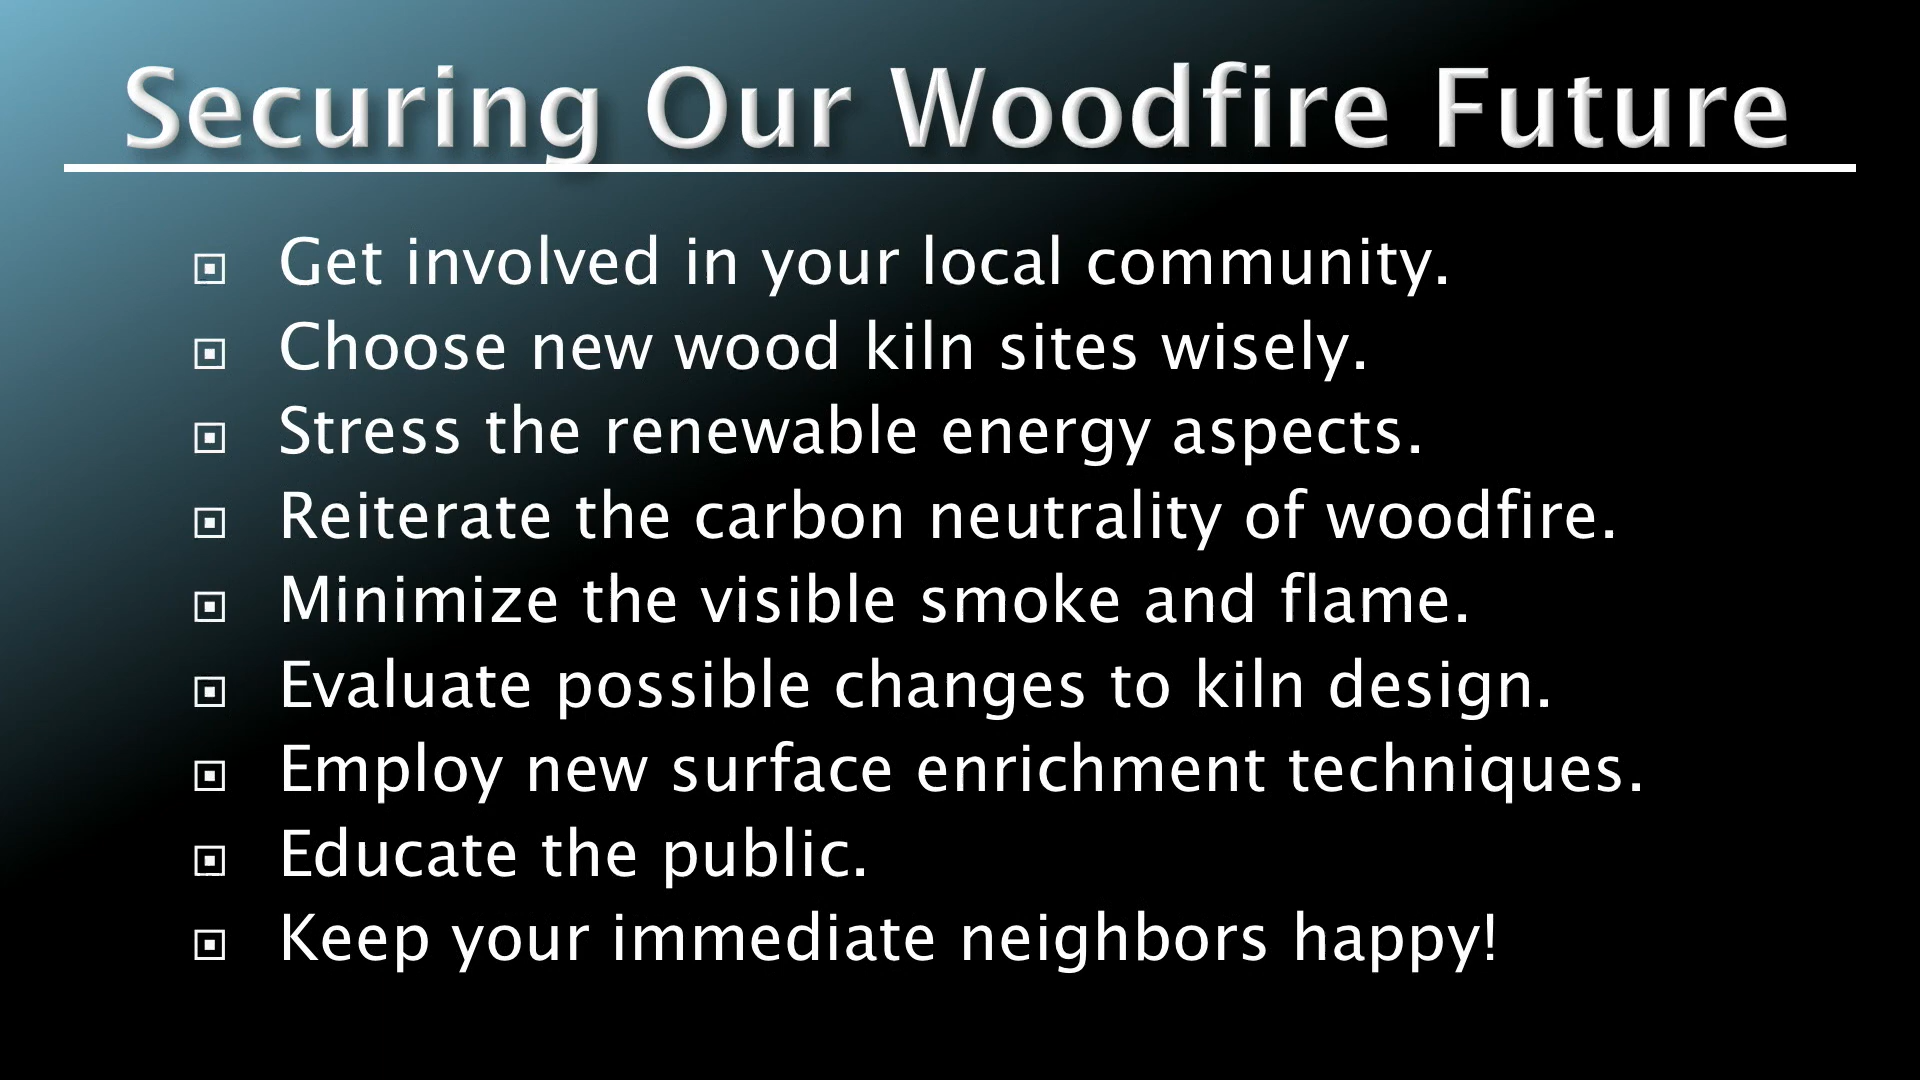 Securing Our Woodfire Future
Get involved in your local community.
Choose new wood kiln sites wisely.
Stress the renewable energy aspects.
Reiterate the carbon neutrality of woodfire.
Minimize the visible smoke and flame.
Evaluate possible changes to kiln design.
Employ new surface enrichment techniques.
Educate the public.
Keep your immediate neighbors happy!